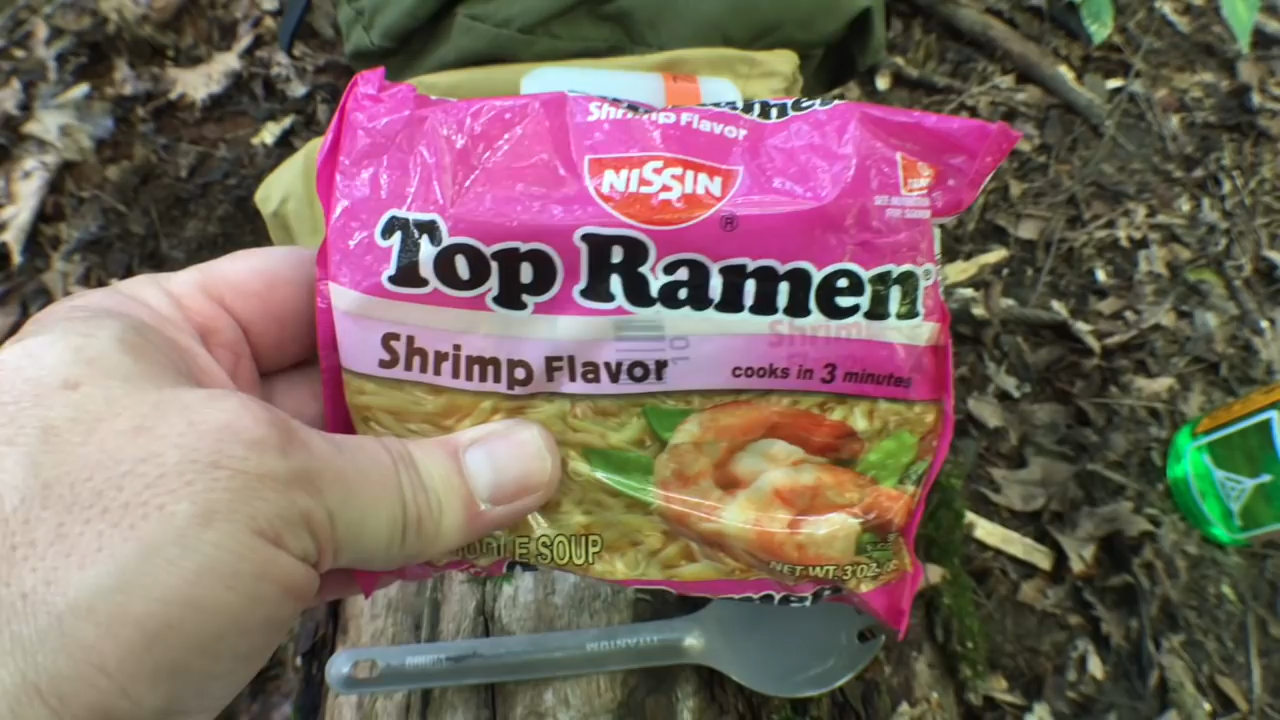 Shrimp Flavor
NISSIN
®
Top Ramen®
Shrimp Flavor
cooks in 3 minutes
SOUP
NET WT. 3 OZ.
TITANIUM